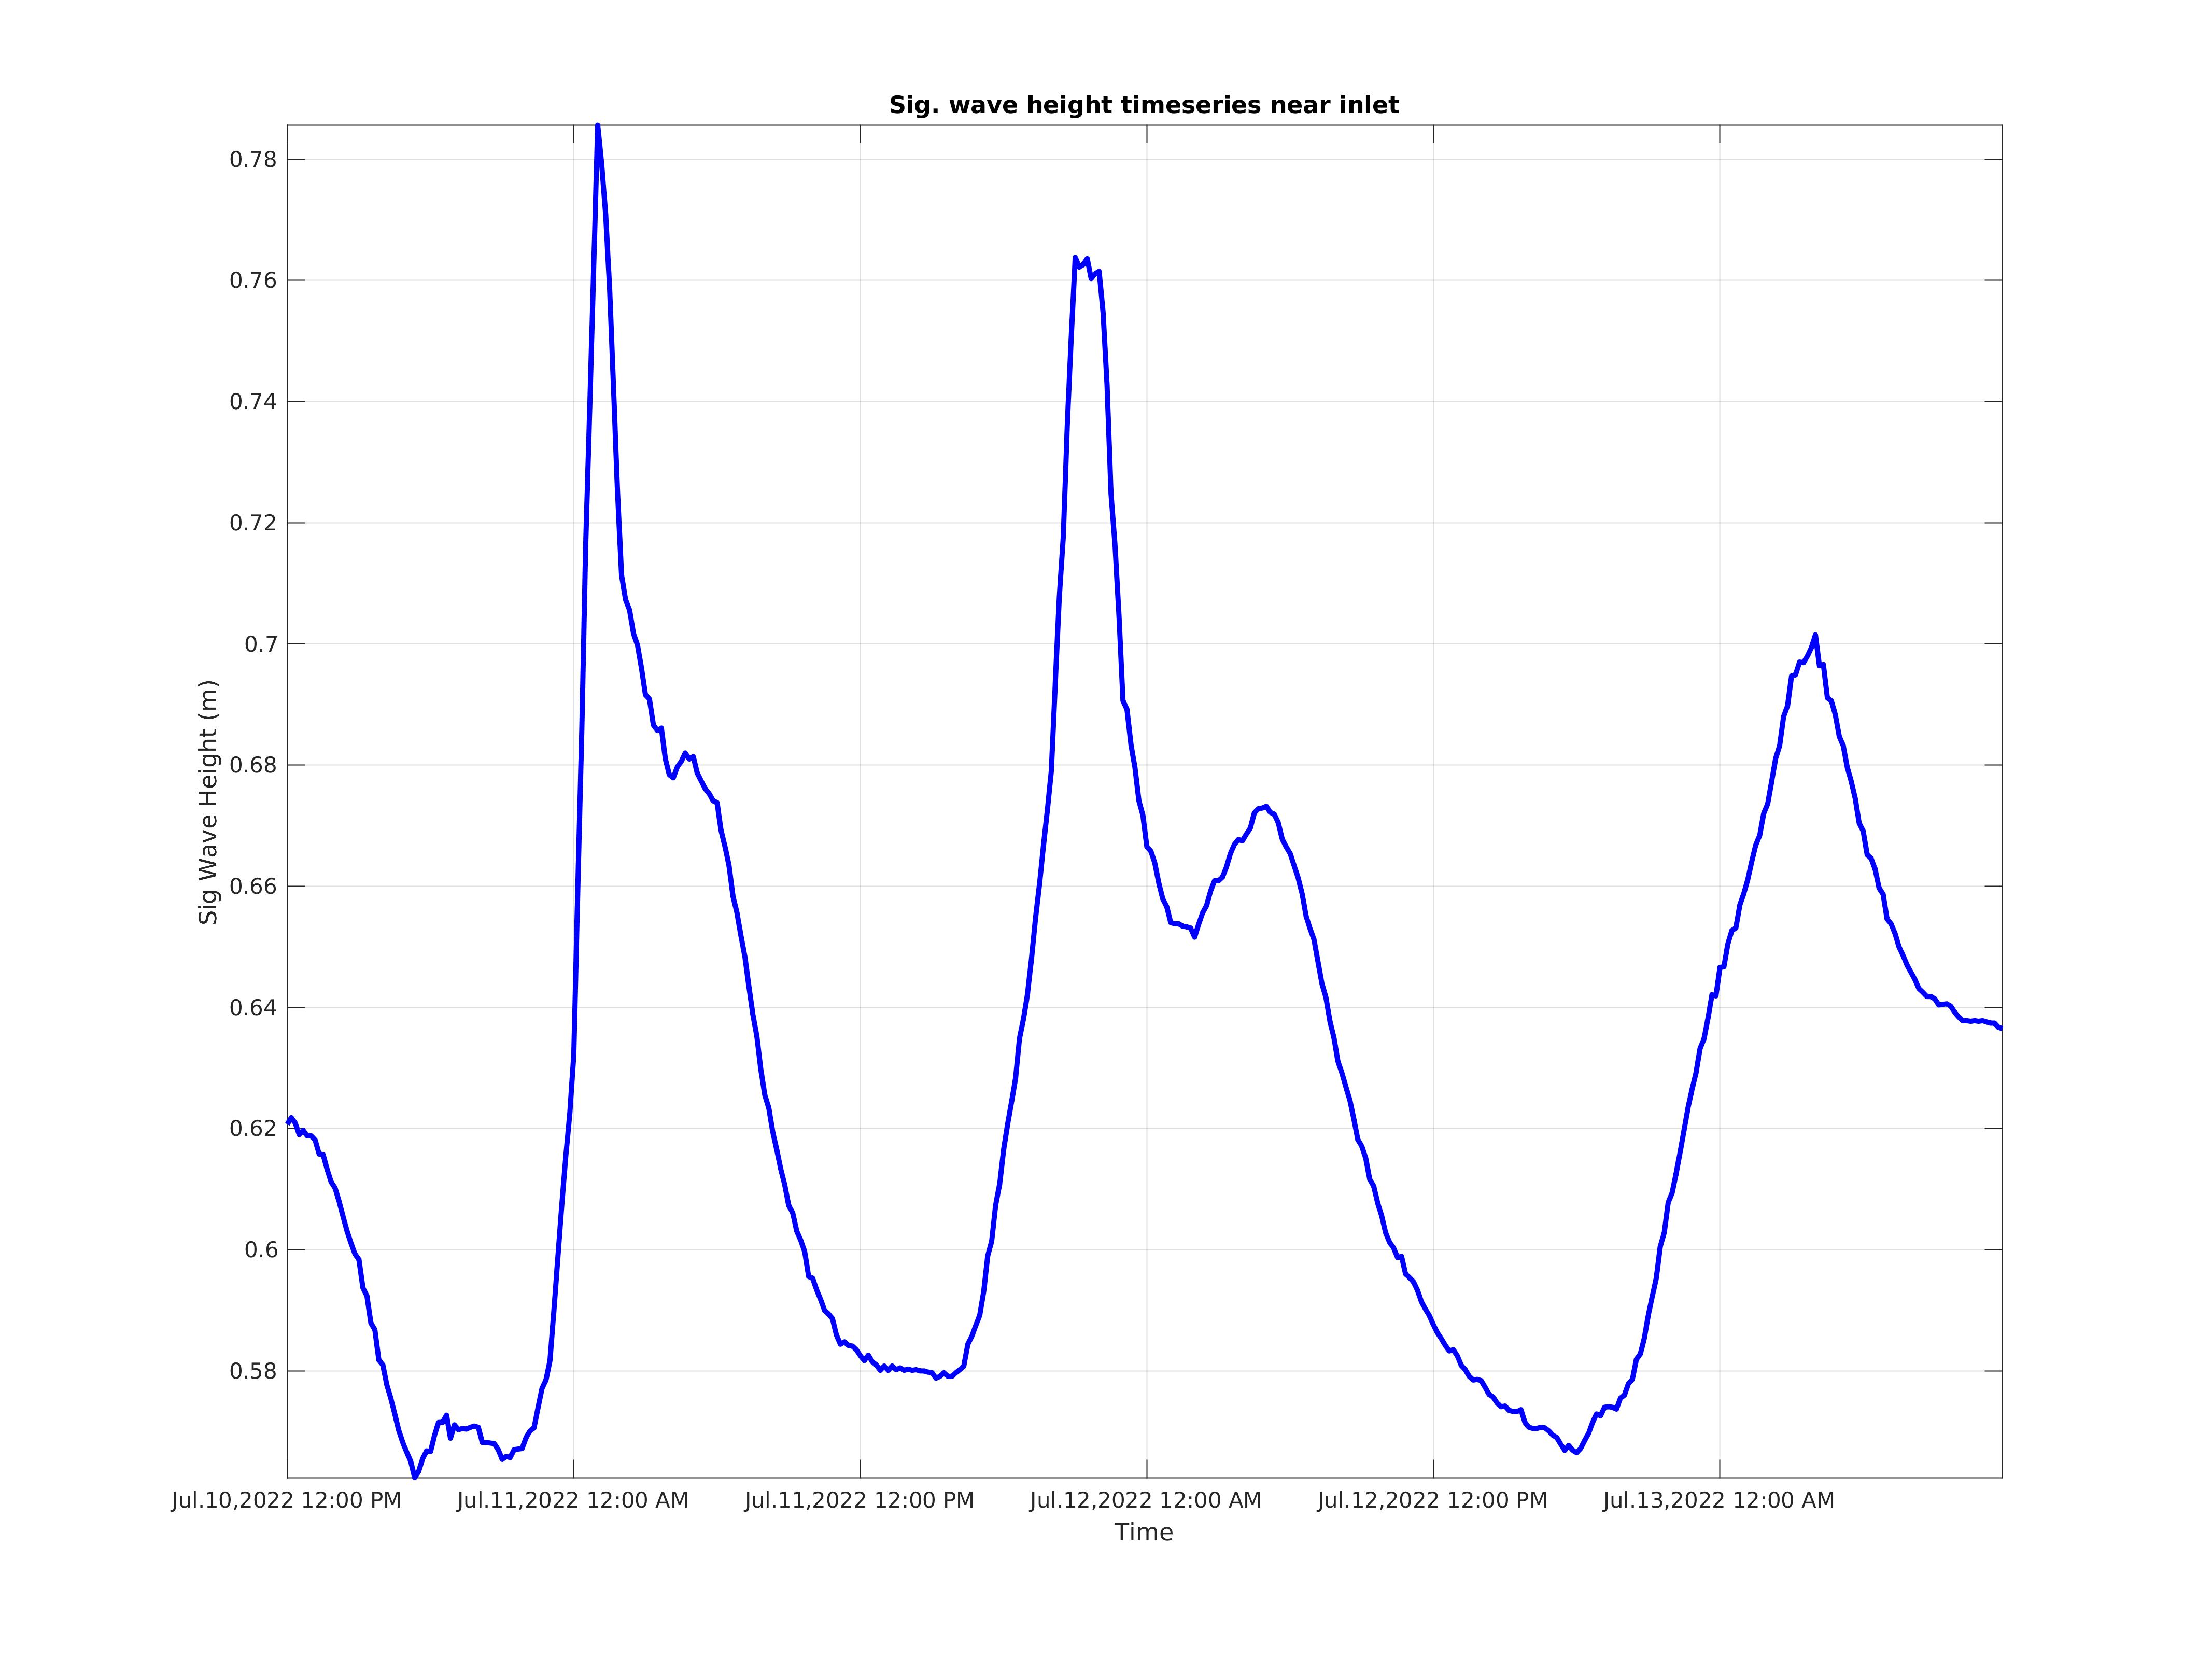 Sig. wave height timeseries near inlet
0.78
0.76
0.74
0.72
0.7
0.68
0.66
0.64
0.62
0.6
0.58
Sig Wave Height (m)
Jul.10,2022 12:00 PM
Jul.11,2022 12:00 AM
Jul.11,2022 12:00 PM
Jul.12,2022 12:00 AM
Jul.12,2022 12:00 PM
Jul.13,2022 12:00 AM
Time